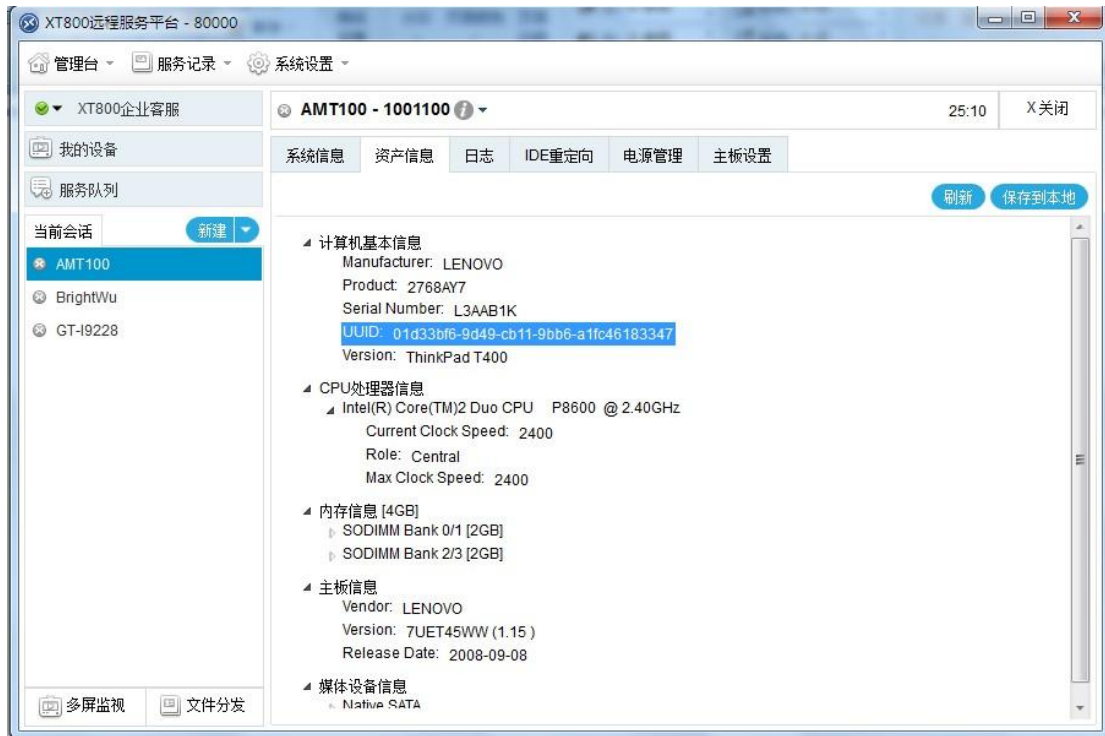 XT800远程服务平台 - 80000
管理台 服务记录 系统设置
XT800企业客服
我的设备
服务队列
当前会话 新建
AMT100
BrightWu
GT-I9228
多屏监视 文件分发
AMT100 - 1001100 25:10 X关闭
系统信息 资产信息 日志 IDE重定向 电源管理 主板设置
刷新 保存到本地
计算机基本信息
Manufacturer: LENOVO
Product: 2768AY7
Serial Number: L3AAB1K
UUID: 01d33bf6-9d49-cb11-9bb6-a1fc46183347
Version: ThinkPad T400
CPU处理器信息
Intel(R) Core(TM)2 Duo CPU P8600 @ 2.40GHz
Current Clock Speed: 2400
Role: Central
Max Clock Speed: 2400
内存信息 [4GB]
SODIMM Bank 0/1 [2GB]
SODIMM Bank 2/3 [2GB]
主板信息
Vendor: LENOVO
Version: 7UET45WW (1.15 )
Release Date: 2008-09-08
媒体设备信息
Native SATA